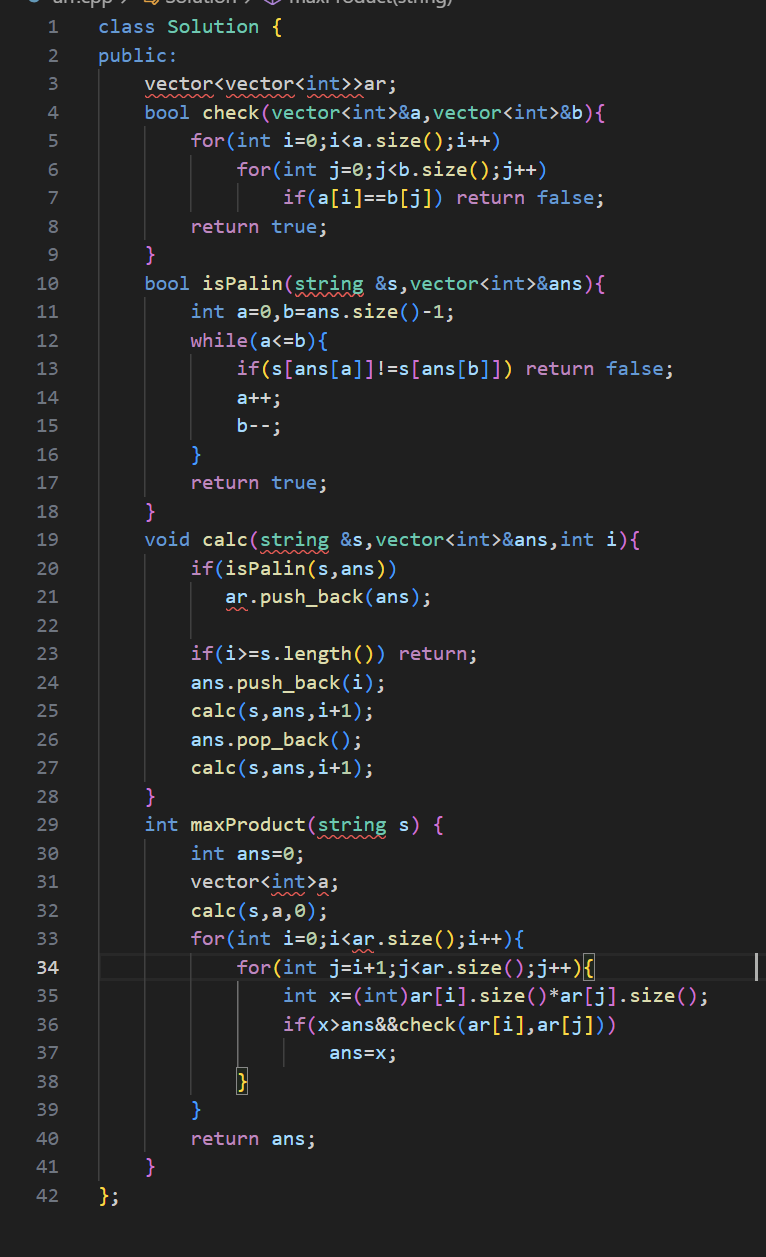 arr.cpp > Solution > maxProduct(string)
1 class Solution {
2 public:
3     vector<vector<int>>ar;
4     bool check(vector<int>&a,vector<int>&b){
5         for(int i=0;i<a.size();i++)
6             for(int j=0;j<b.size();j++)
7                 if(a[i]==b[j]) return false;
8         return true;
9     }
10     bool isPalin(string &s,vector<int>&ans){
11         int a=0,b=ans.size()-1;
12         while(a<=b){
13             if(s[ans[a]]!=s[ans[b]]) return false;
14             a++;
15             b--;
16         }
17         return true;
18     }
19     void calc(string &s,vector<int>&ans,int i){
20         if(isPalin(s,ans))
21            ar.push_back(ans);
22
23         if(i>=s.length()) return;
24         ans.push_back(i);
25         calc(s,ans,i+1);
26         ans.pop_back();
27         calc(s,ans,i+1);
28     }
29     int maxProduct(string s) {
30         int ans=0;
31         vector<int>a;
32         calc(s,a,0);
33         for(int i=0;i<ar.size();i++){
34             for(int j=i+1;j<ar.size();j++){
35                 int x=(int)ar[i].size()*ar[j].size();
36                 if(x>ans&&check(ar[i],ar[j]))
37                     ans=x;
38             }
39         }
40         return ans;
41     }
42 };